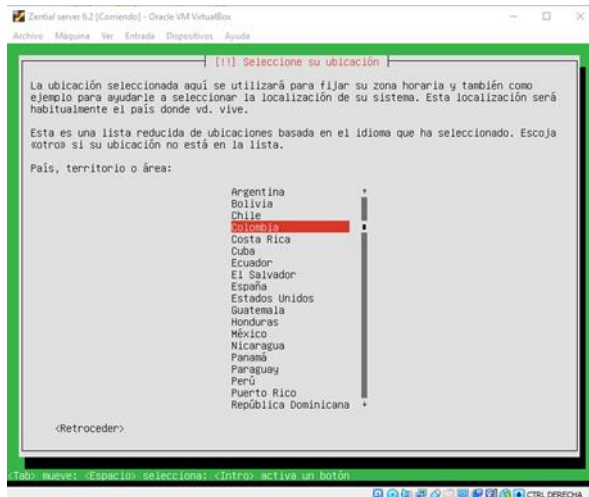 Zential server 6.2 [Corriendo] - Oracle VM VirtualBox
Archivo Máquina Ver Entrada Dispositivos Ayuda
[!!] Seleccione su ubicación
La ubicación seleccionada aquí se utilizará para fijar su zona horaria y también como
ejemplo para ayudarle a seleccionar la localización de su sistema. Esta localización será
habitualmente el país donde vd. vive.
Esta es una lista reducida de ubicaciones basada en el idioma que ha seleccionado. Escoja
«otro» si su ubicación no está en la lista.
País, territorio o área:
Argentina
Bolivia
Chile
Colombia
Costa Rica
Cuba
Ecuador
El Salvador
España
Estados Unidos
Guatemala
Honduras
México
Nicaragua
Panamá
Paraguay
Perú
Puerto Rico
República Dominicana
<Retroceder>
<Tab> mueve; <Espacio> selecciona; <Intro> activa un botón
CTRL DERECHA